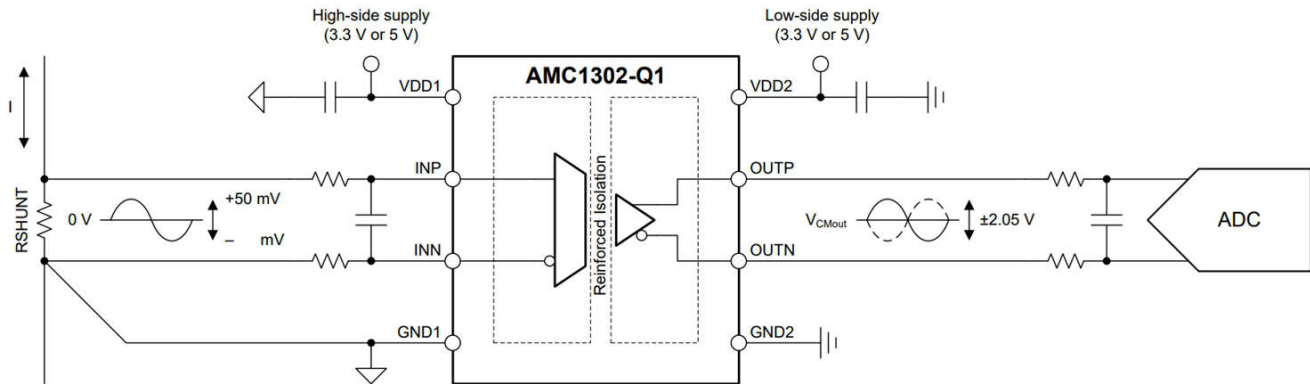 High-side supply
(3.3 V or 5 V)
Low-side supply
(3.3 V or 5 V)
AMC1302-Q1
VDD1
VDD2
I
INP
OUTP
RSHUNT
0 V
+50 mV
– mV
Reinforced Isolation
VCMout
±2.05 V
ADC
INN
OUTN
GND1
GND2